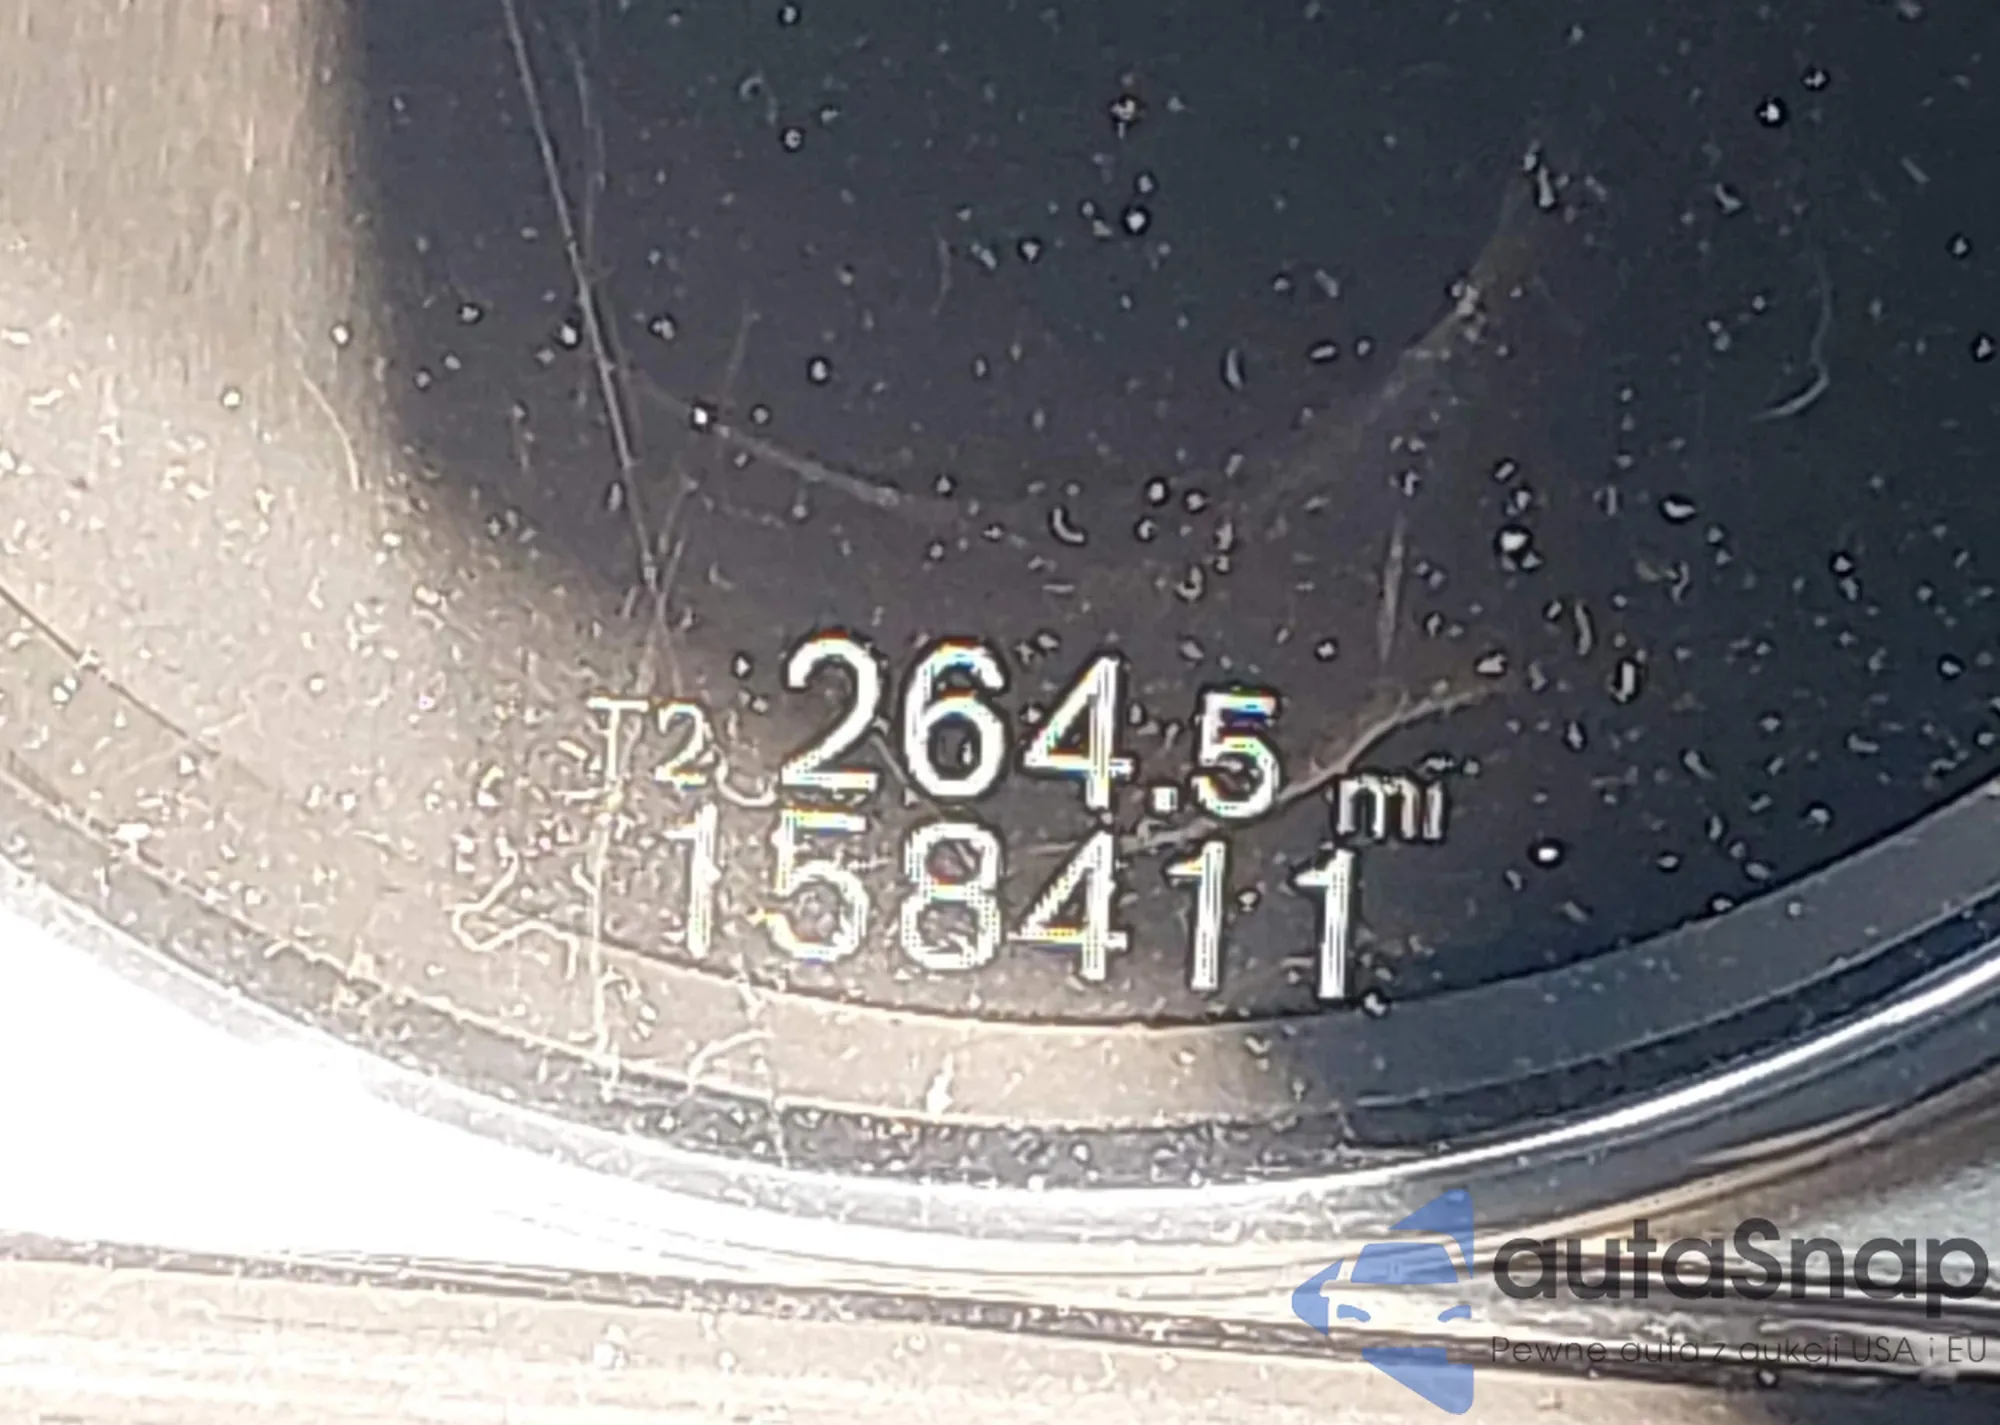 T2 264.5 mi
158411
autaSnap
Pewne auta z aukcji USA i EU